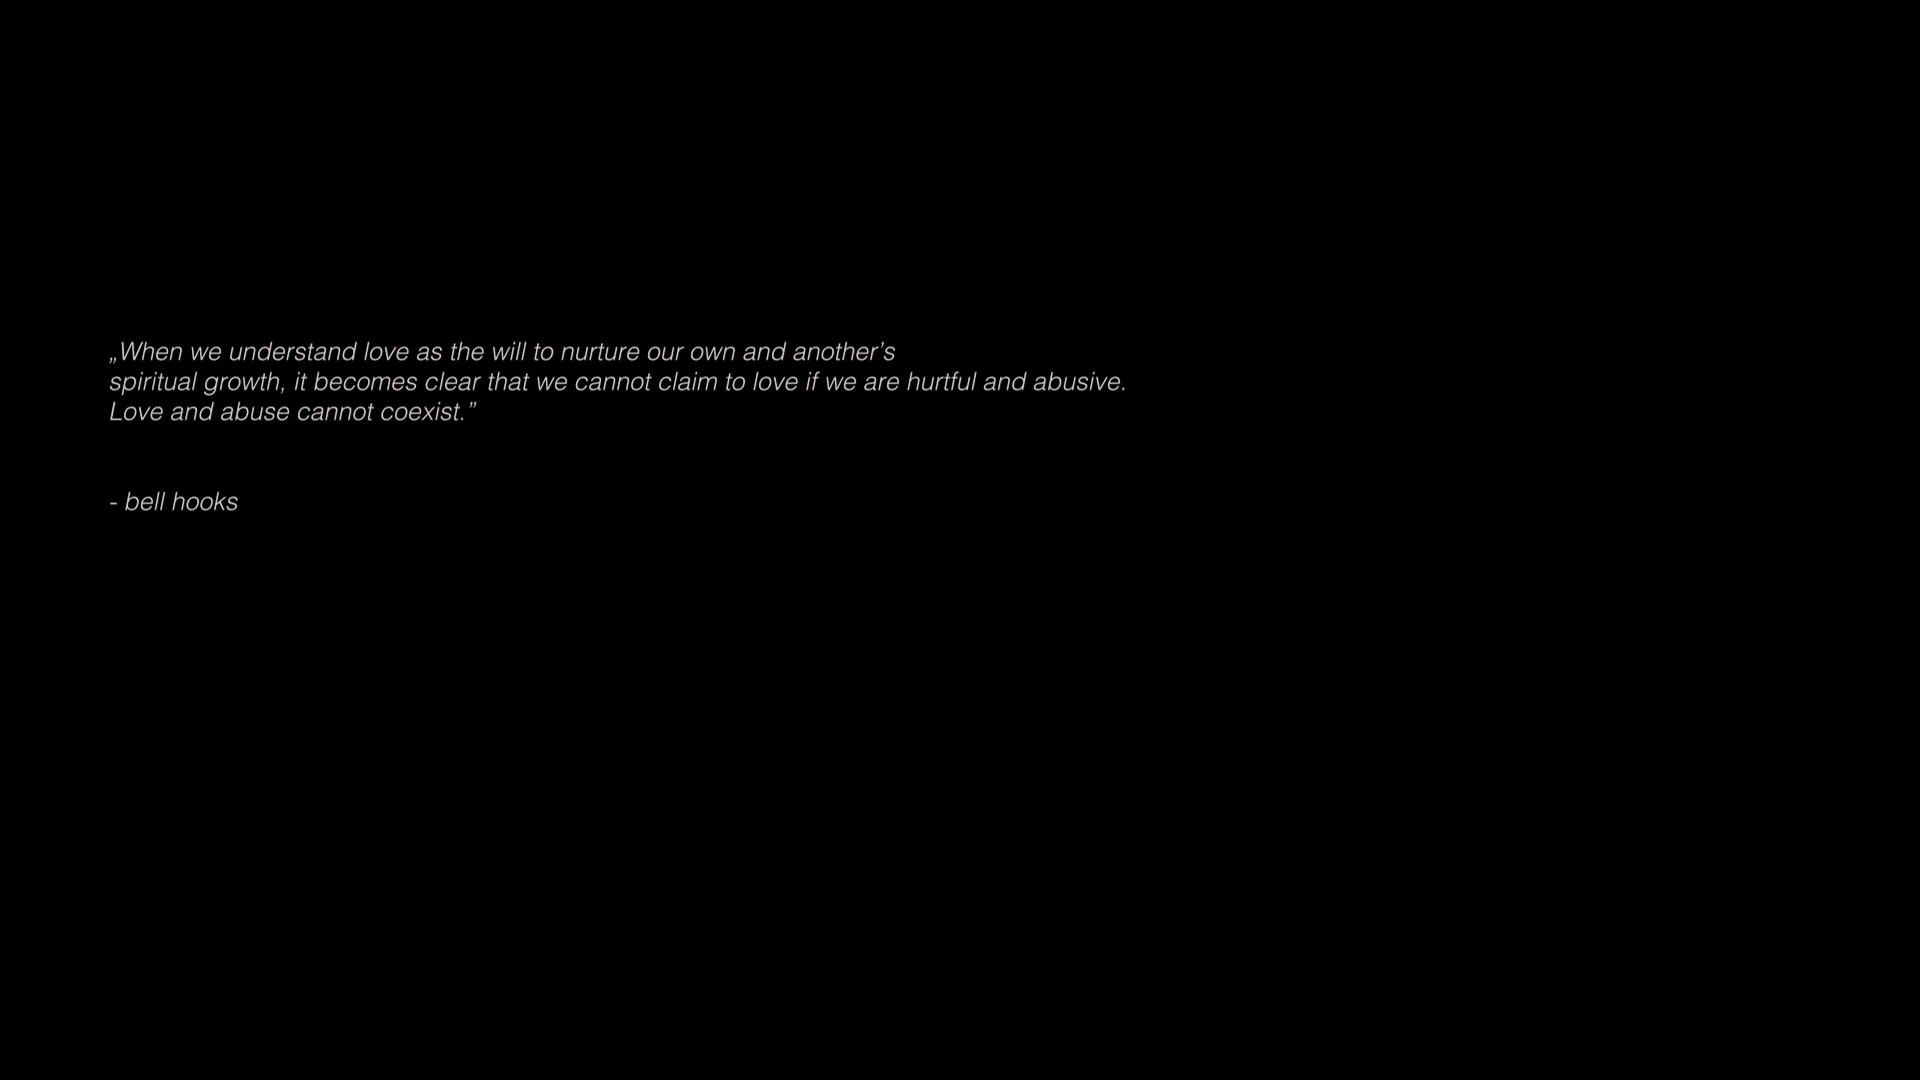 „When we understand love as the will to nurture our own and another’s
spiritual growth, it becomes clear that we cannot claim to love if we are hurtful and abusive.
Love and abuse cannot coexist.”
- bell hooks